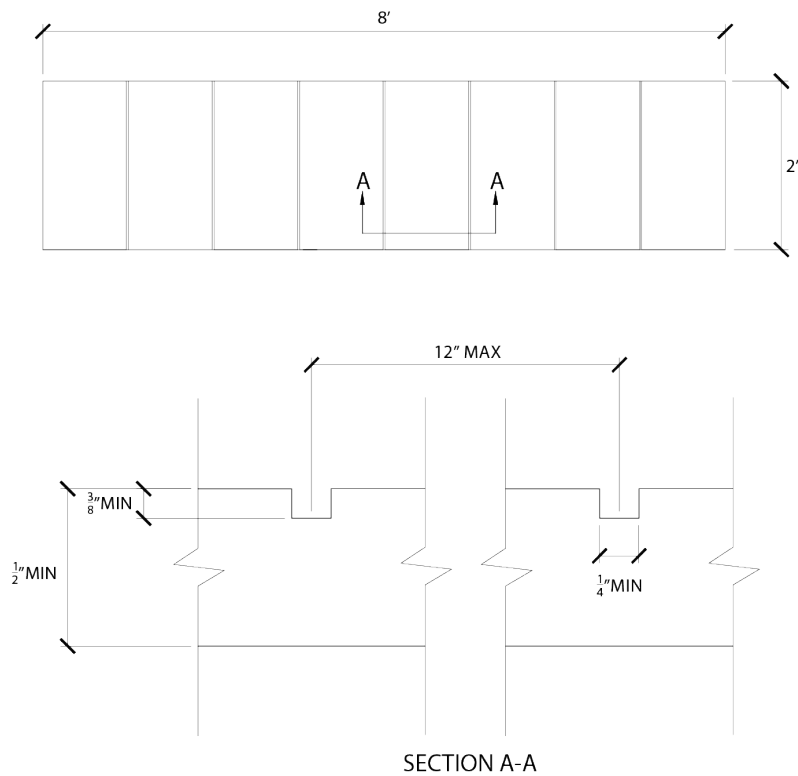 8’
2’
A A
12” MAX
3/8” MIN
1/2” MIN
1/4” MIN
SECTION A-A